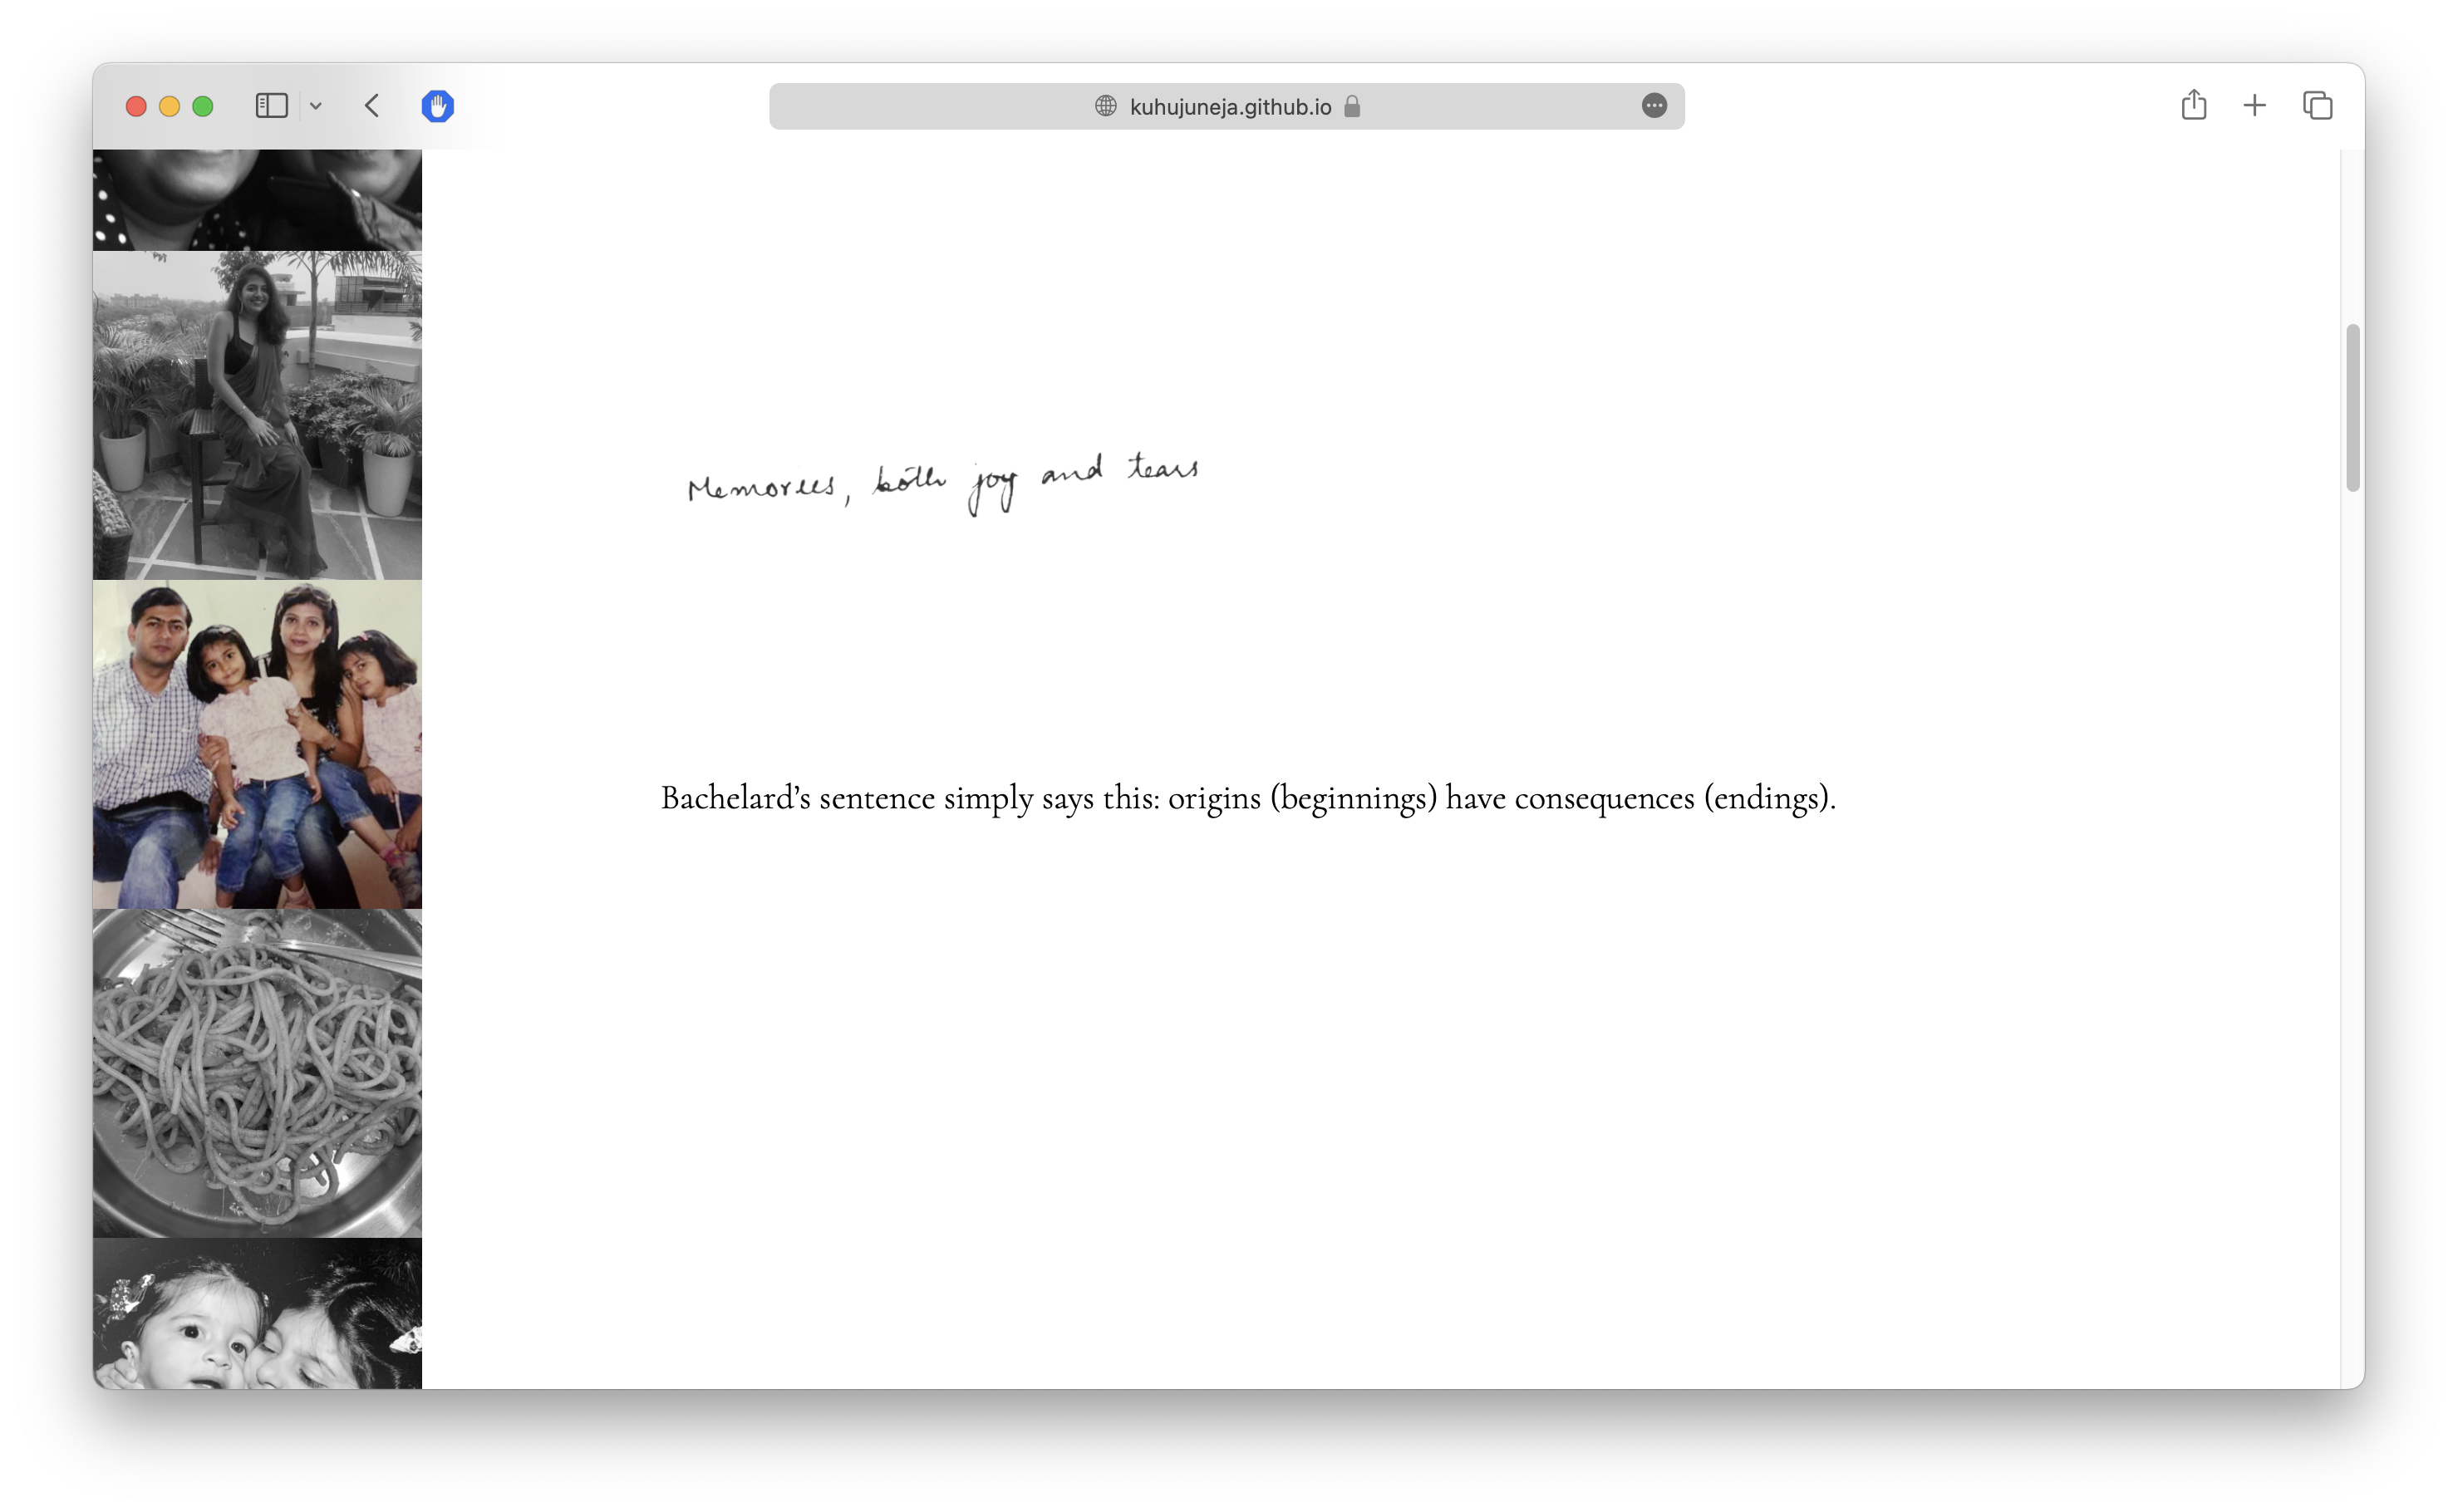 kuhujuneja.github.io
Memories, both joy and tears
Bachelard’s sentence simply says this: origins (beginnings) have consequences (endings).